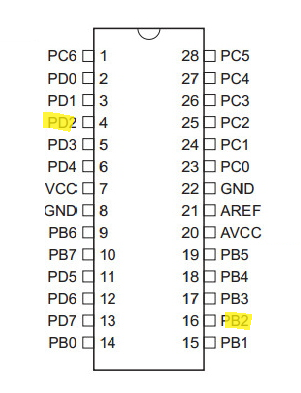 PC6 1 28 PC5
PD0 2 27 PC4
PD1 3 26 PC3
PD2 4 25 PC2
PD3 5 24 PC1
PD4 6 23 PC0
VCC 7 22 GND
GND 8 21 AREF
PB6 9 20 AVCC
PB7 10 19 PB5
PD5 11 18 PB4
PD6 12 17 PB3
PD7 13 16 PB2
PB0 14 15 PB1